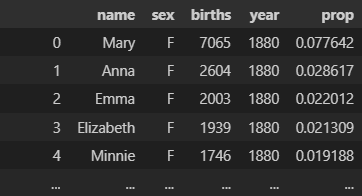 name sex births year prop
0 Mary F 7065 1880 0.077642
1 Anna F 2604 1880 0.028617
2 Emma F 2003 1880 0.022012
3 Elizabeth F 1939 1880 0.021309
4 Minnie F 1746 1880 0.019188
... ... ... ... ... ...